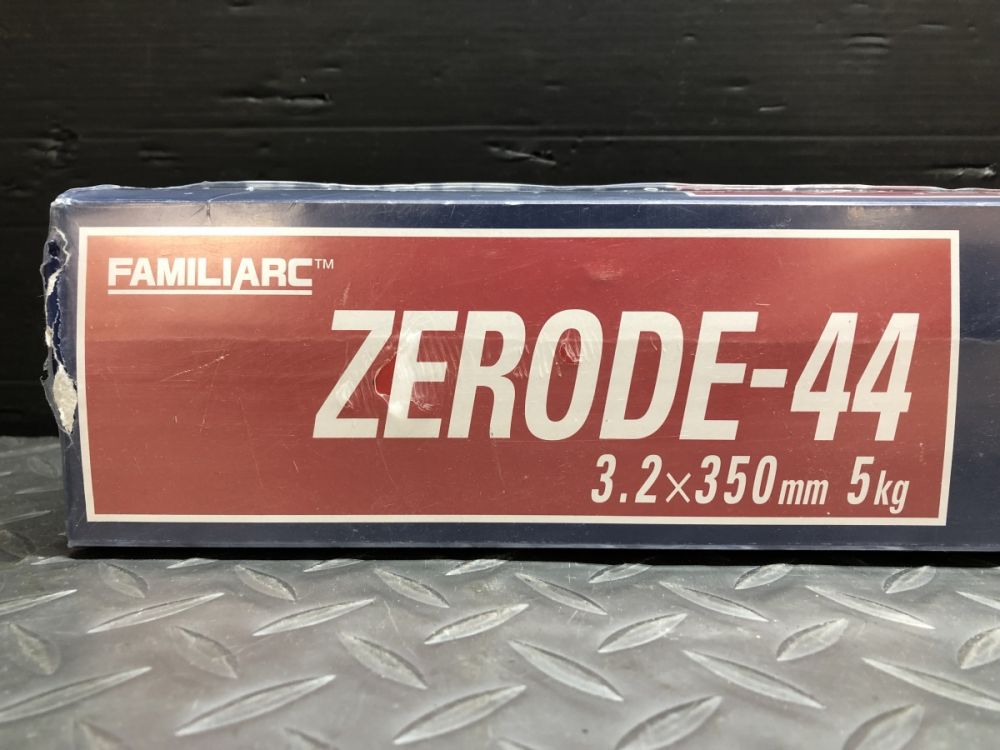 FAMILIARC™
ZERODE-44
3.2×350mm 5kg